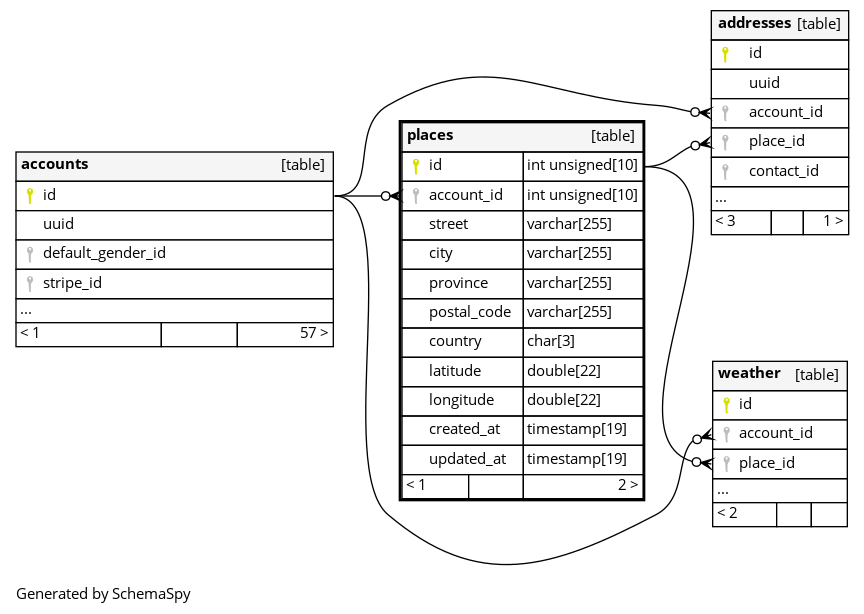 addresses [table]
id
uuid
account_id
place_id
contact_id
...
< 3 1 >
places [table]
id int unsigned[10]
account_id int unsigned[10]
street varchar[255]
city varchar[255]
province varchar[255]
postal_code varchar[255]
country char[3]
latitude double[22]
longitude double[22]
created_at timestamp[19]
updated_at timestamp[19]
< 1 2 >
accounts [table]
id
uuid
default_gender_id
stripe_id
...
< 1 57 >
weather [table]
id
account_id
place_id
...
< 2
Generated by SchemaSpy